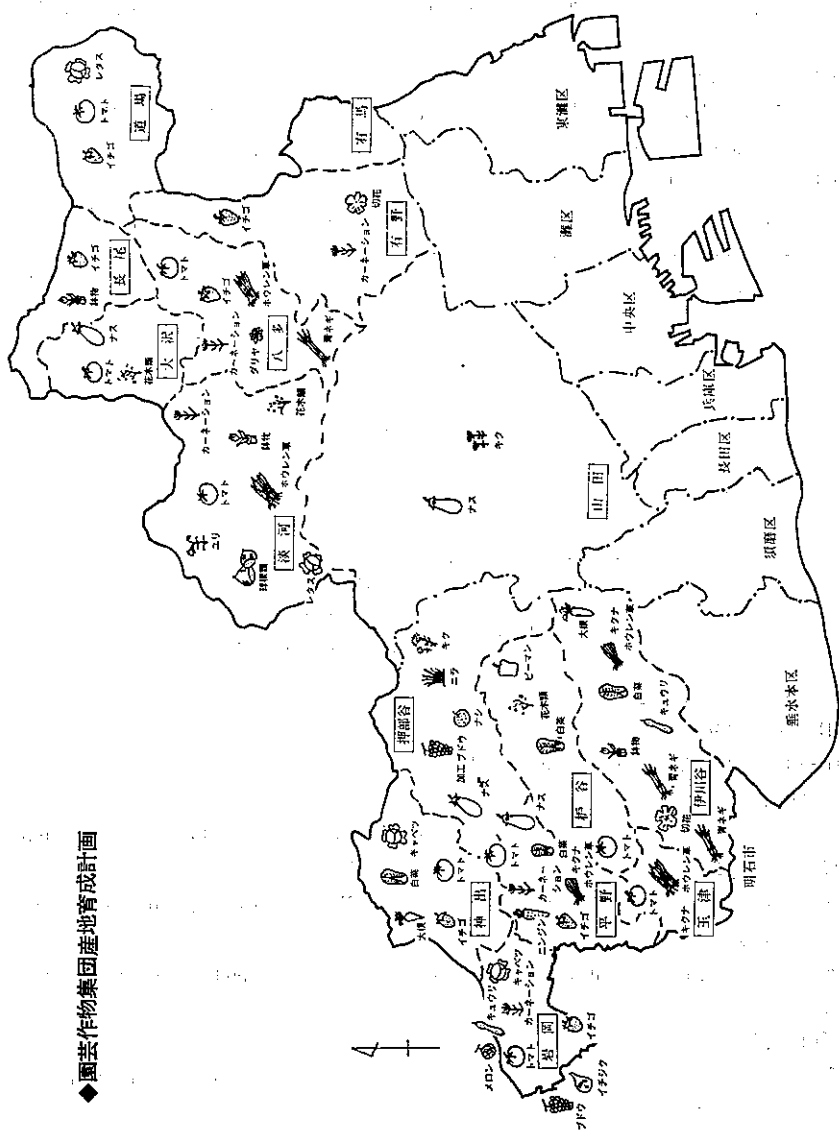 ◆園芸作物集団産地育成計画
道場
イチゴ
トマト
レタス
長尾
鉢物
イチゴ
大沢
トマト
ナス
花木類
八多
カーネーション
トマト
イチゴ
ホウレン草
ダリヤ
青ネギ
イチゴ
有野
カーネーション
切花
有馬
淡河
カーネーション
鉢物
花木類
トマト
ホウレン草
ユリ
球根類
レタス
山田
ナス
キク
押部谷
キク
ニラ
ナシ
加工ブドウ
ナス
神出
キャベツ
白菜
トマト
大根
イチゴ
櫨谷
ピーマン
花木類
白菜
ナス
平野
トマト
白菜
カーネーション
キクナ
ホウレン草
ニンジン
イチゴ
トマト
伊川谷
大根
キクナ
ホウレン草
白菜
キュウリ
鉢物
青ネギ
切花
玉津
トマト
キクナ
ホウレン草
青ネギ
岩岡
キャベツ
キュウリ
カーネーション
メロン
トマト
イチゴ
ブドウ
イチジク
明石市
垂水本区
須磨区
長田区
兵庫区
中央区
灘区
東灘区